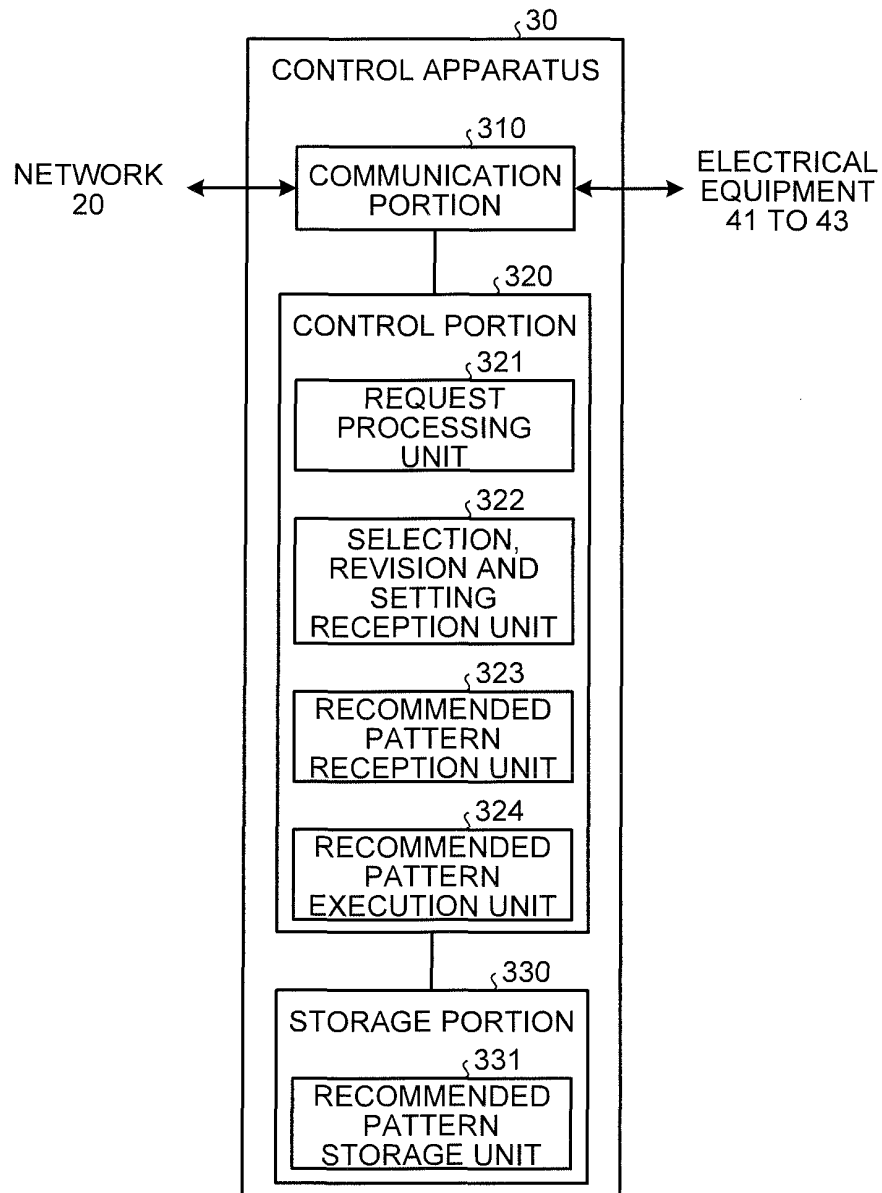 30
CONTROL APPARATUS
310
NETWORK
20
COMMUNICATION
PORTION
ELECTRICAL
EQUIPMENT
41 TO 43
320
CONTROL PORTION
321
REQUEST
PROCESSING
UNIT
322
SELECTION,
REVISION AND
SETTING
RECEPTION UNIT
323
RECOMMENDED
PATTERN
RECEPTION UNIT
324
RECOMMENDED
PATTERN
EXECUTION UNIT
330
STORAGE PORTION
331
RECOMMENDED
PATTERN
STORAGE UNIT